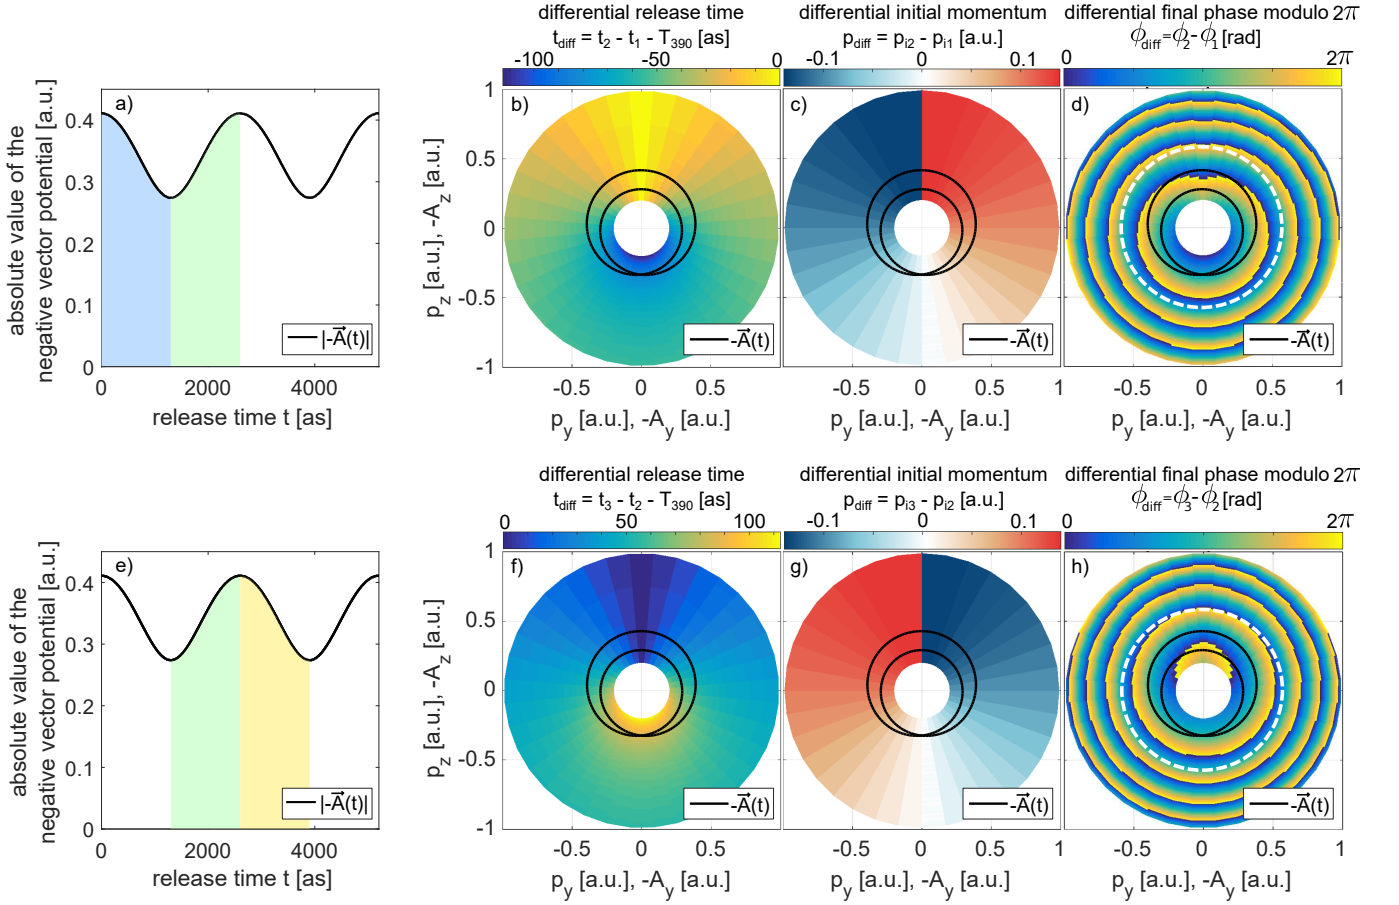 differential release time
t_diff = t_2 - t_1 - T_390 [as]
-100 -50 0
differential initial momentum
p_diff = p_i2 - p_i1 [a.u.]
-0.1 0 0.1
differential final phase modulo 2π
ϕ_diff=ϕ_2-ϕ_1 [rad]
0 2π
absolute value of the
negative vector potential [a.u.]
a)
0.4
0.3
0.2
0.1
0
|-A⃗(t)|
0 2000 4000
release time t [as]
p_z [a.u.], -A_z [a.u.]
1
0.5
0
-0.5
-1
b)
-A⃗(t)
-0.5 0 0.5
p_y [a.u.], -A_y [a.u.]
c)
-A⃗(t)
-0.5 0 0.5
p_y [a.u.], -A_y [a.u.]
d)
-A⃗(t)
-0.5 0 0.5 1
p_y [a.u.], -A_y [a.u.]
differential release time
t_diff = t_3 - t_2 - T_390 [as]
0 50 100
differential initial momentum
p_diff = p_i3 - p_i2 [a.u.]
-0.1 0 0.1
differential final phase modulo 2π
ϕ_diff=ϕ_3-ϕ_2 [rad]
0 2π
absolute value of the
negative vector potential [a.u.]
e)
0.4
0.3
0.2
0.1
0
|-A⃗(t)|
0 2000 4000
release time t [as]
p_z [a.u.], -A_z [a.u.]
1
0.5
0
-0.5
-1
f)
-A⃗(t)
-0.5 0 0.5
p_y [a.u.], -A_y [a.u.]
g)
-A⃗(t)
-0.5 0 0.5
p_y [a.u.], -A_y [a.u.]
h)
-A⃗(t)
-0.5 0 0.5 1
p_y [a.u.], -A_y [a.u.]